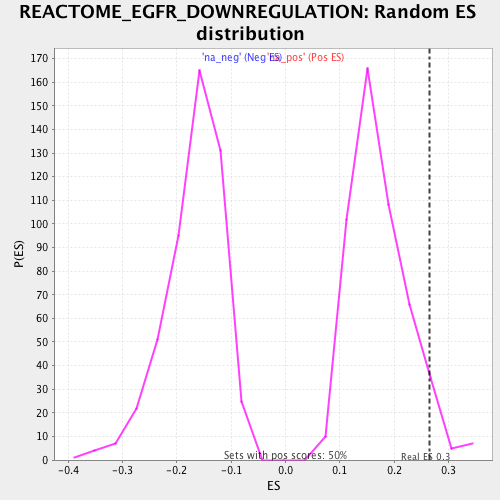 REACTOME_EGFR_DOWNREGULATION: Random ES
distribution
'na_neg' (Neg ES)
'na_pos' (Pos ES)
170
160
150
140
130
120
110
100
90
80
70
60
50
40
30
20
10
0
P(ES)
Sets with pos scores: 50%
Real ES 0.3
-0.4 -0.3 -0.2 -0.1 0.0 0.1 0.2 0.3
ES